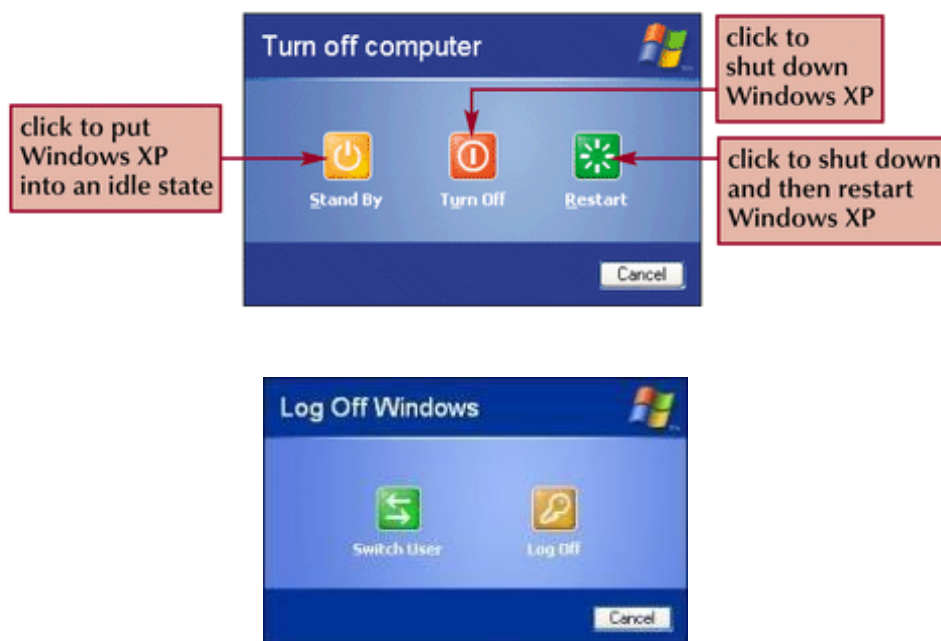 Turn off computer
click to
shut down
Windows XP
click to put
Windows XP
into an idle state
Stand By
Turn Off
Restart
click to shut down
and then restart
Windows XP
Cancel
Log Off Windows
Switch User
Log Off
Cancel